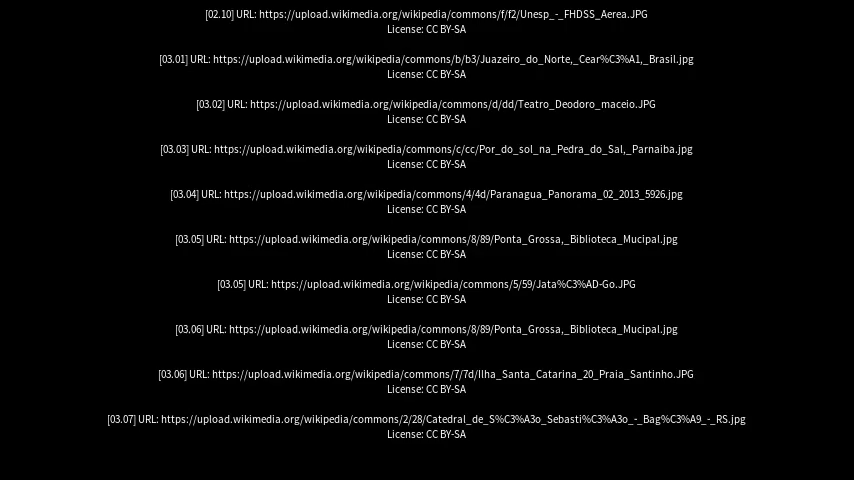 [02.10] URL: https://upload.wikimedia.org/wikipedia/commons/f/f2/Unesp_-_FHDSS_Aerea.JPG
License: CC BY-SA
[03.01] URL: https://upload.wikimedia.org/wikipedia/commons/b/b3/Juazeiro_do_Norte,_Cear%C3%A1,_Brasil.jpg
License: CC BY-SA
[03.02] URL: https://upload.wikimedia.org/wikipedia/commons/d/dd/Teatro_Deodoro_maceio.JPG
License: CC BY-SA
[03.03] URL: https://upload.wikimedia.org/wikipedia/commons/c/cc/Por_do_sol_na_Pedra_do_Sal,_Parnaiba.jpg
License: CC BY-SA
[03.04] URL: https://upload.wikimedia.org/wikipedia/commons/4/4d/Paranagua_Panorama_02_2013_5926.jpg
License: CC BY-SA
[03.05] URL: https://upload.wikimedia.org/wikipedia/commons/8/89/Ponta_Grossa,_Biblioteca_Mucipal.jpg
License: CC BY-SA
[03.05] URL: https://upload.wikimedia.org/wikipedia/commons/5/59/Jata%C3%AD-Go.JPG
License: CC BY-SA
[03.06] URL: https://upload.wikimedia.org/wikipedia/commons/8/89/Ponta_Grossa,_Biblioteca_Mucipal.jpg
License: CC BY-SA
[03.06] URL: https://upload.wikimedia.org/wikipedia/commons/7/7d/Ilha_Santa_Catarina_20_Praia_Santinho.JPG
License: CC BY-SA
[03.07] URL: https://upload.wikimedia.org/wikipedia/commons/2/28/Catedral_de_S%C3%A3o_Sebasti%C3%A3o_-_Bag%C3%A9_-_RS.jpg
License: CC BY-SA